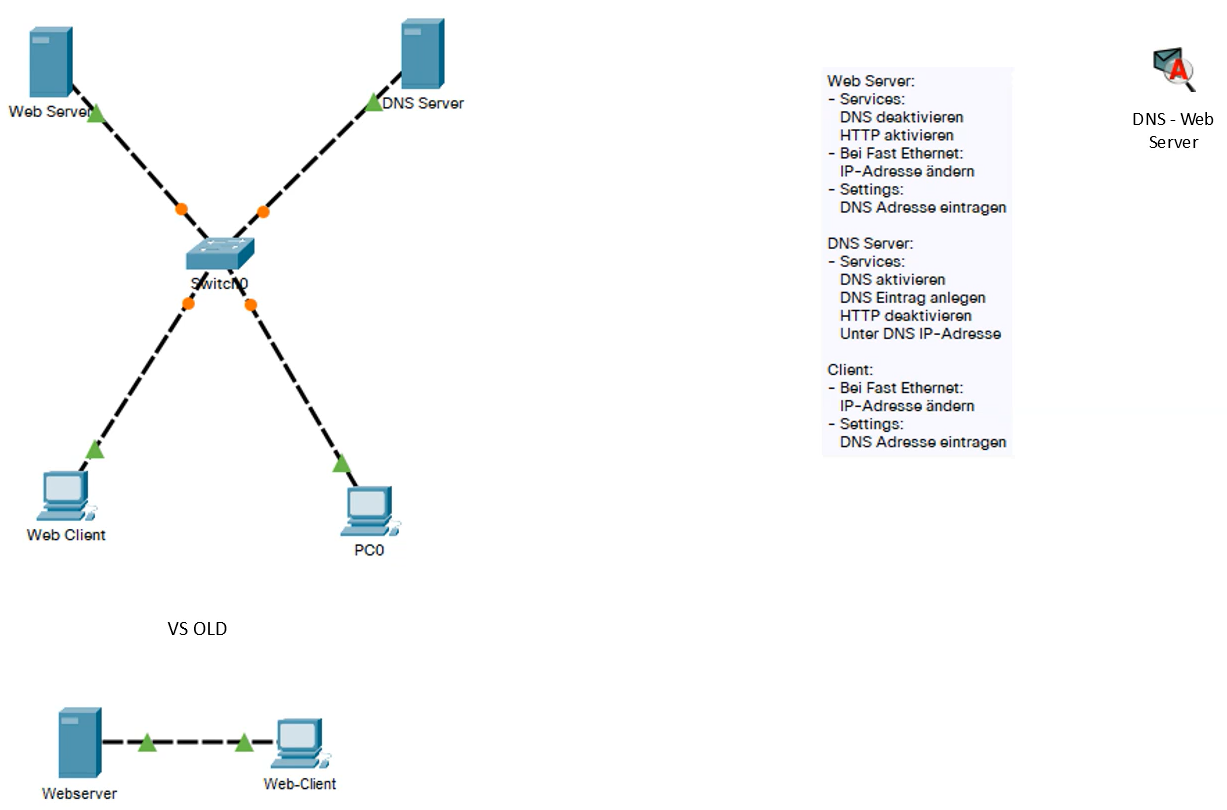 Web Server
DNS Server
Switch0
Web Client
PC0
VS OLD
Webserver
Web-Client
Web Server:
- Services:
DNS deaktivieren
HTTP aktivieren
- Bei Fast Ethernet:
IP-Adresse ändern
- Settings:
DNS Adresse eintragen
DNS Server:
- Services:
DNS aktivieren
DNS Eintrag anlegen
HTTP deaktivieren
Unter DNS IP-Adresse
Client:
- Bei Fast Ethernet:
IP-Adresse ändern
- Settings:
DNS Adresse eintragen
A
DNS - Web
Server